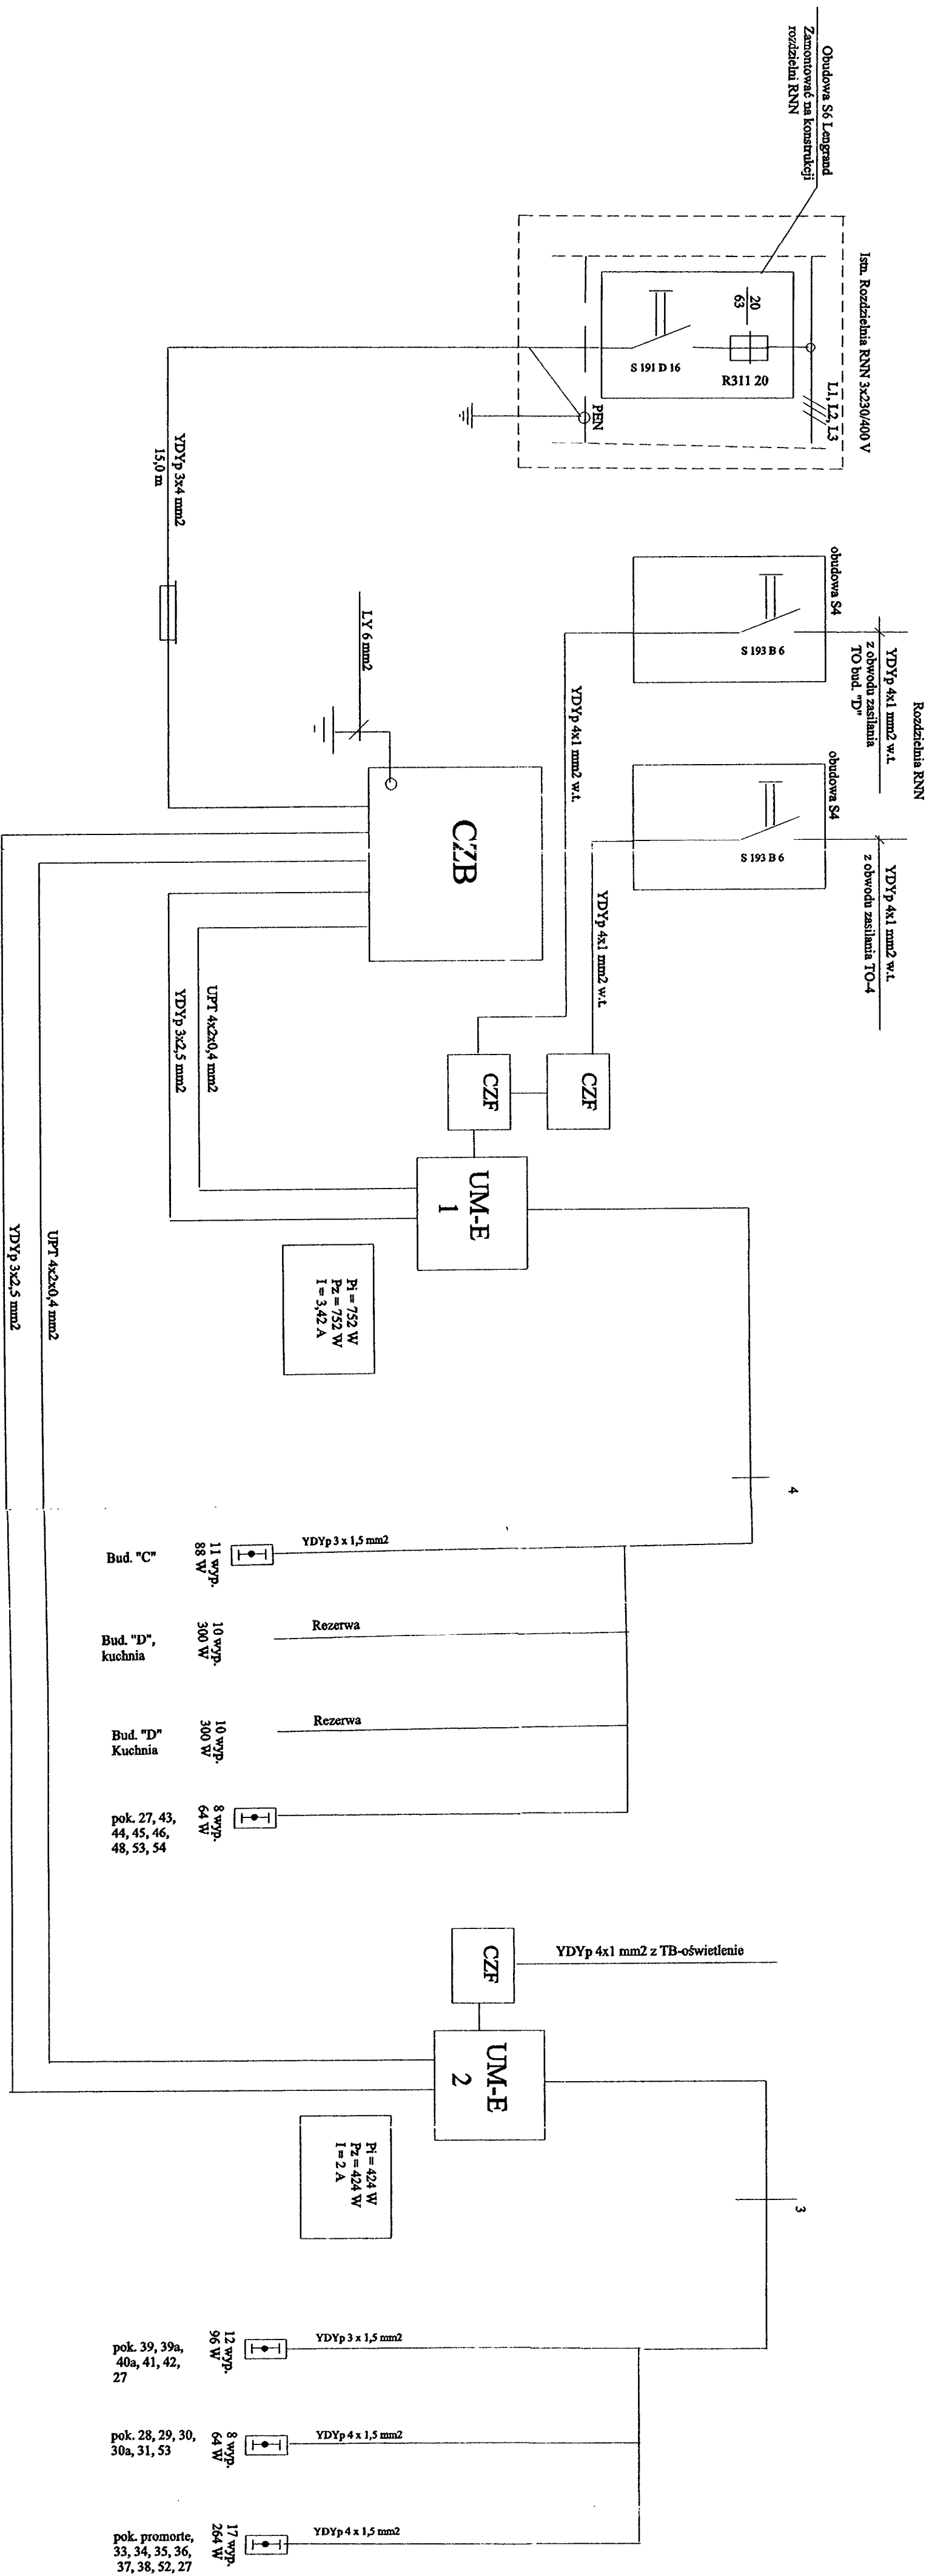 Obudowa S6 Lengrand
Zamontować na konstrukcji
rozdzielni RNN
Istn. Rozdzielnia RNN 3x230/400 V
L1, L2, L3
20
63
R311 20
S 191 D 16
PEN
YDYp 3x4 mm2
15,0 m
Rozdzielnia RNN
obudowa S4
S 193 B 6
YDYp 4x1 mm2 w.t.
z obwodu zasilania
TO bud. "D"
obudowa S4
S 193 B 6
YDYp 4x1 mm2 w.t.
z obwodu zasilania TO-4
YDYp 4x1 mm2 w.t.
YDYp 4x1 mm2 w.t.
LY 6 mm2
CZB
CZF
CZF
UM-E
1
UPT 4x2x0,4 mm2
YDYp 3x2,5 mm2
Pi = 752 W
Pz = 752 W
I = 3,42 A
UPT 4x2x0,4 mm2
YDYp 3x2,5 mm2
4
YDYp 3 x 1,5 mm2
11 wyp.
88 W
Bud. "C"
Rezerwa
10 wyp.
300 W
Bud. "D",
kuchnia
Rezerwa
10 wyp.
300 W
Bud. "D"
Kuchnia
8 wyp.
64 W
pok. 27, 43,
44, 45, 46,
48, 53, 54
CZF
YDYp 4x1 mm2 z TB-oświetlenie
UM-E
2
Pi = 424 W
Pz = 424 W
I = 2 A
3
YDYp 3 x 1,5 mm2
12 wyp.
96 W
pok. 39, 39a,
40a, 41, 42,
27
YDYp 4 x 1,5 mm2
8 wyp.
64 W
pok. 28, 29, 30,
30a, 31, 53
YDYp 4 x 1,5 mm2
17 wyp.
264 W
pok. promorte,
33, 34, 35, 36,
37, 38, 52, 27